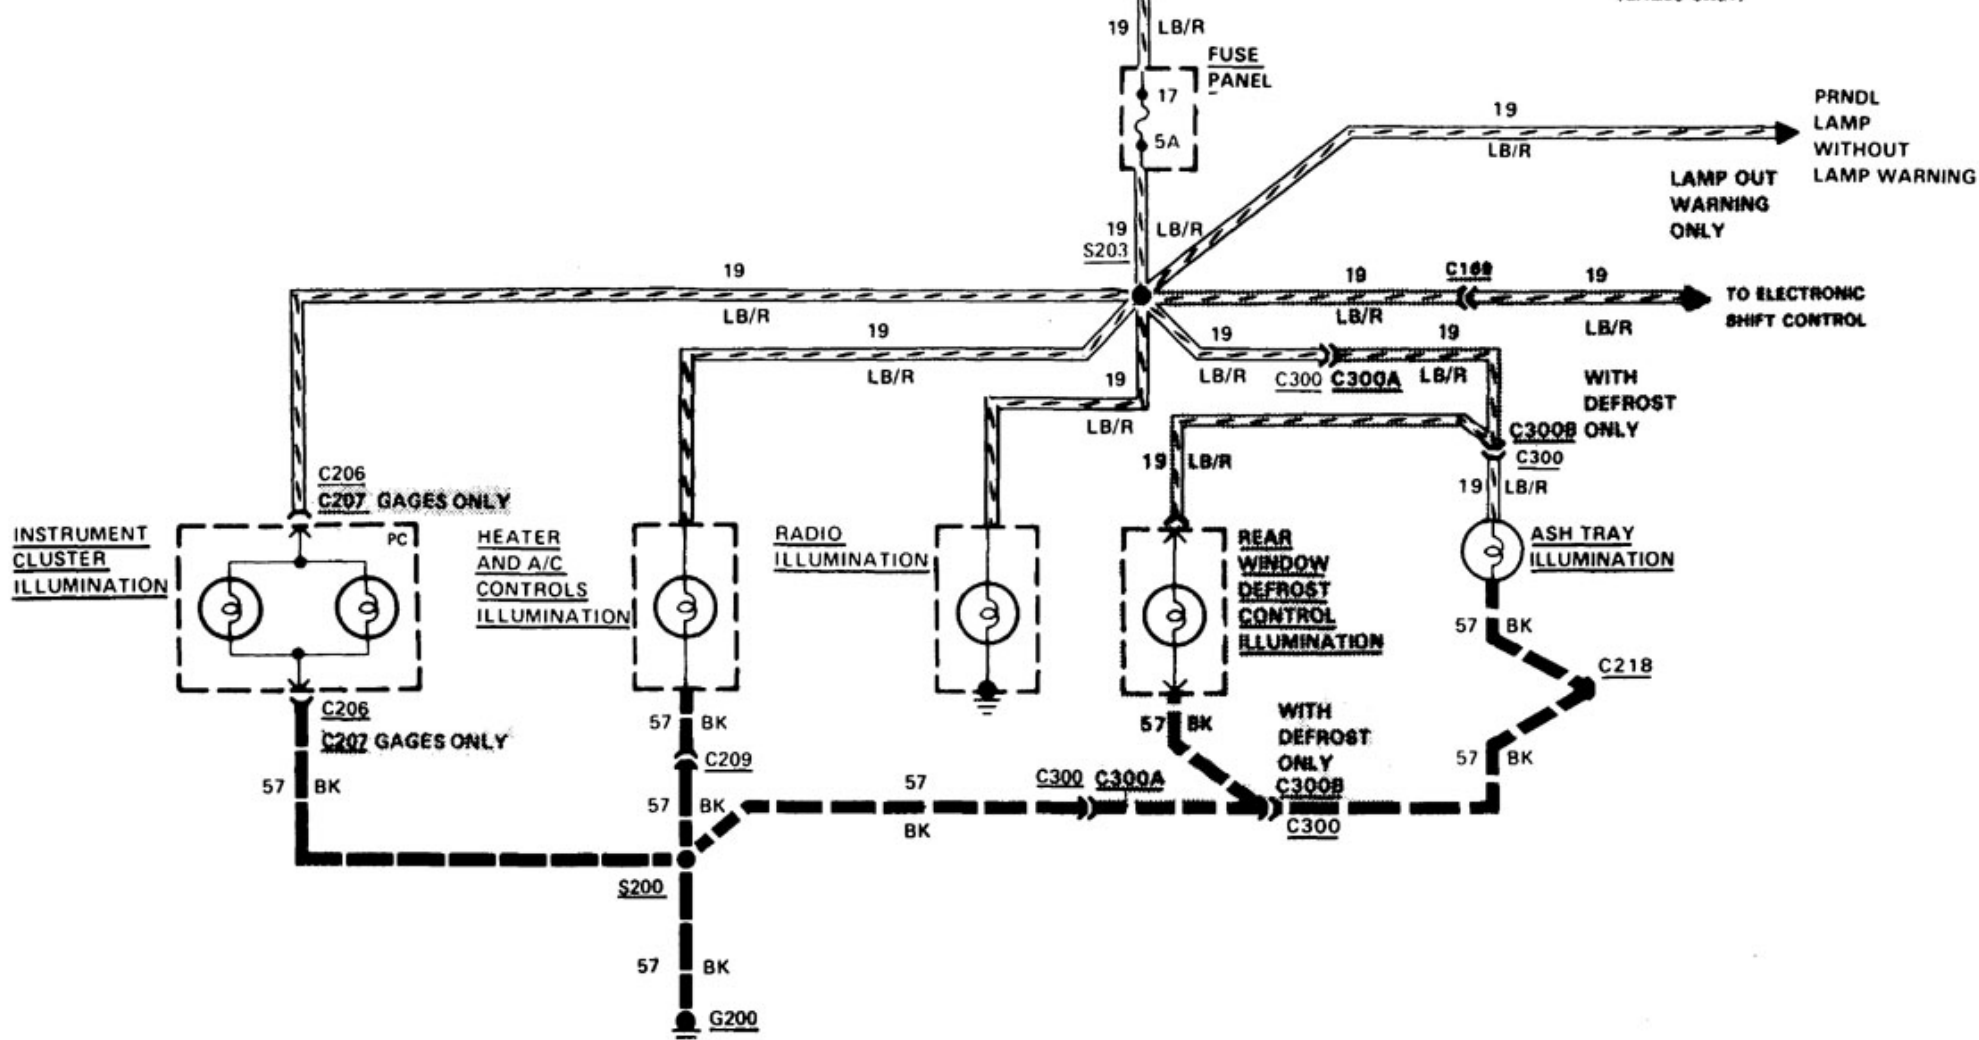 19 LB/R
FUSE
PANEL
17
5A
19
LB/R
PRNDL
LAMP
WITHOUT
LAMP WARNING
LAMP OUT
WARNING
ONLY
19 LB/R
S203
19
LB/R
19
LB/R
19
LB/R
19
LB/R
19
LB/R
19
LB/R
TO ELECTRONIC
SHIFT CONTROL
19
LB/R
C300 C300A
19
LB/R
WITH
DEFROST
ONLY
C300B
C300
19 LB/R
19 LB/R
C206
C207 GAGES ONLY
INSTRUMENT
CLUSTER
ILLUMINATION
PC
HEATER
AND A/C
CONTROLS
ILLUMINATION
RADIO
ILLUMINATION
REAR
WINDOW
DEFROST
CONTROL
ILLUMINATION
ASH TRAY
ILLUMINATION
57 BK
C218
57 BK
C206
C207 GAGES ONLY
57 BK
57 BK
C209
57 BK
57 BK
WITH
DEFROST
ONLY
C300B
C300
57
BK
C300 C300A
S200
57 BK
G200